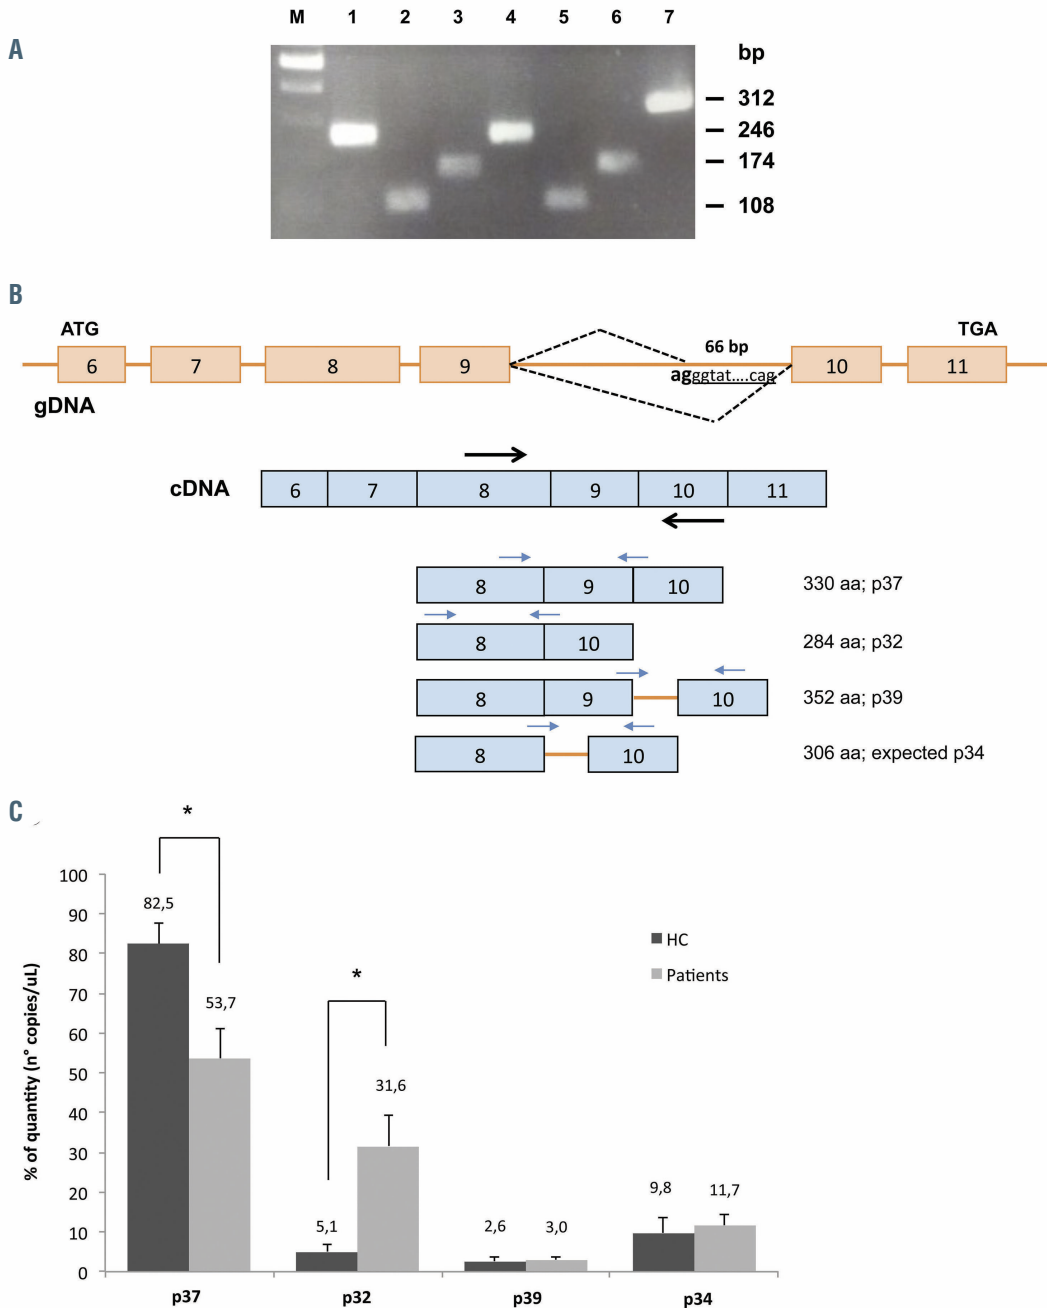 A
M 1 2 3 4 5 6 7
bp
312
246
174
108
B
ATG
TGA
66 bp
6 7 8 9 10 11
agggtat....cag
gDNA
cDNA
6 7 8 9 10 11
8 9 10 330 aa; p37
8 10 284 aa; p32
8 9 10 352 aa; p39
8 10 306 aa; expected p34
C
*
*
% of quantity (n° copies/uL)
100
90
80
70
60
50
40
30
20
10
0
82,5
53,7
5,1
31,6
2,6
3,0
9,8
11,7
HC
Patients
p37 p32 p39 p34